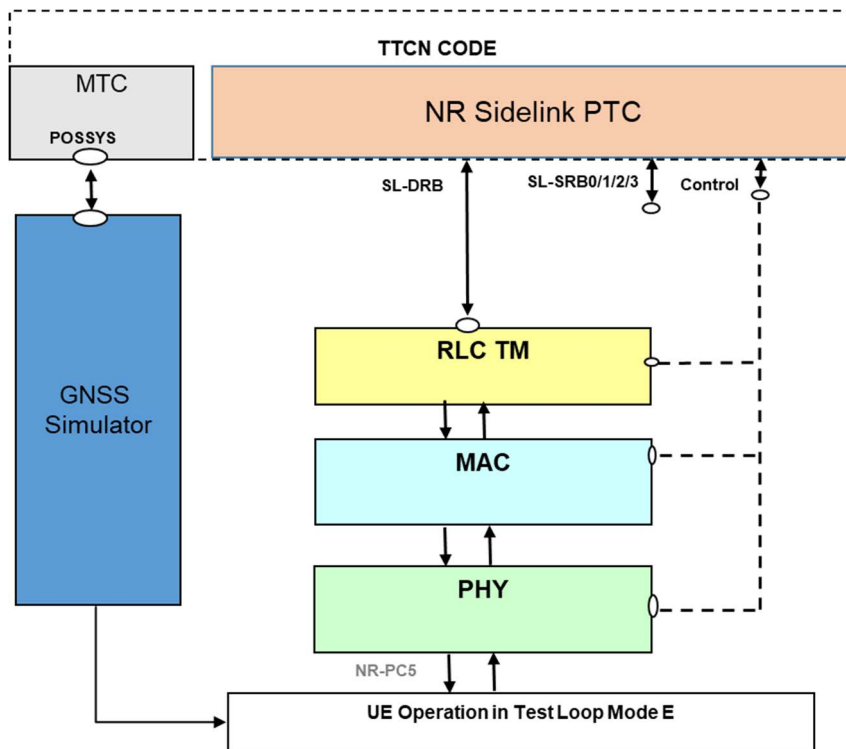 TTCN CODE
MTC
NR Sidelink PTC
POSSYS
SL-DRB
SL-SRB0/1/2/3
Control
RLC TM
GNSS
Simulator
MAC
PHY
NR-PC5
UE Operation in Test Loop Mode E